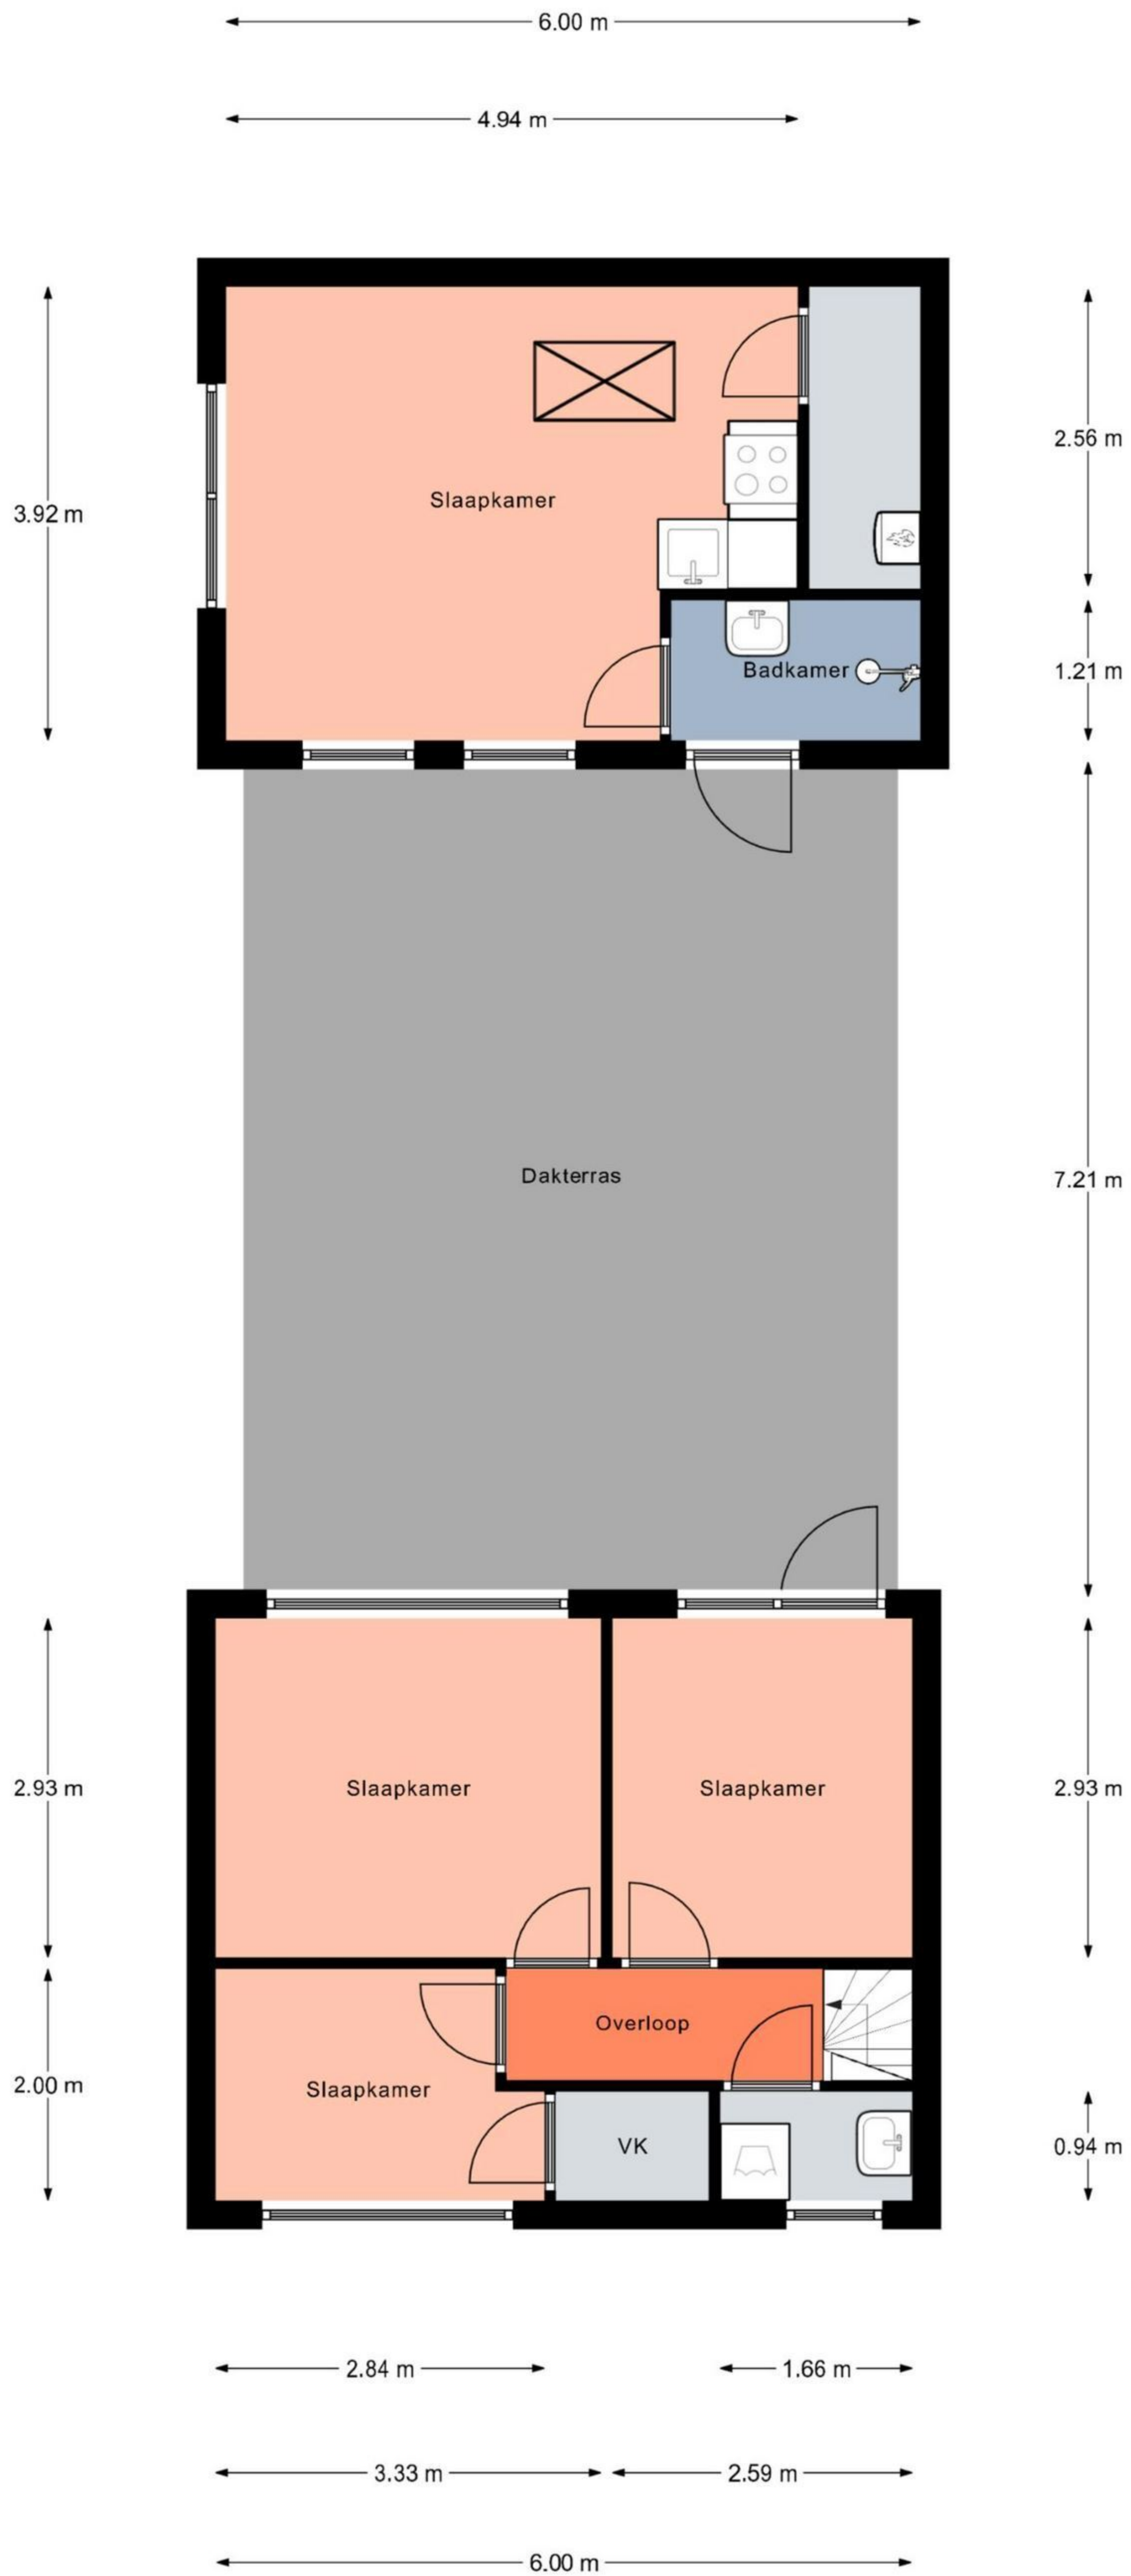 6.00 m
4.94 m
Slaapkamer
2.56 m
3.92 m
Badkamer
1.21 m
Dakterras
7.21 m
2.93 m
Slaapkamer
Slaapkamer
2.93 m
Overloop
2.00 m
Slaapkamer
VK
0.94 m
2.84 m
1.66 m
3.33 m
2.59 m
6.00 m